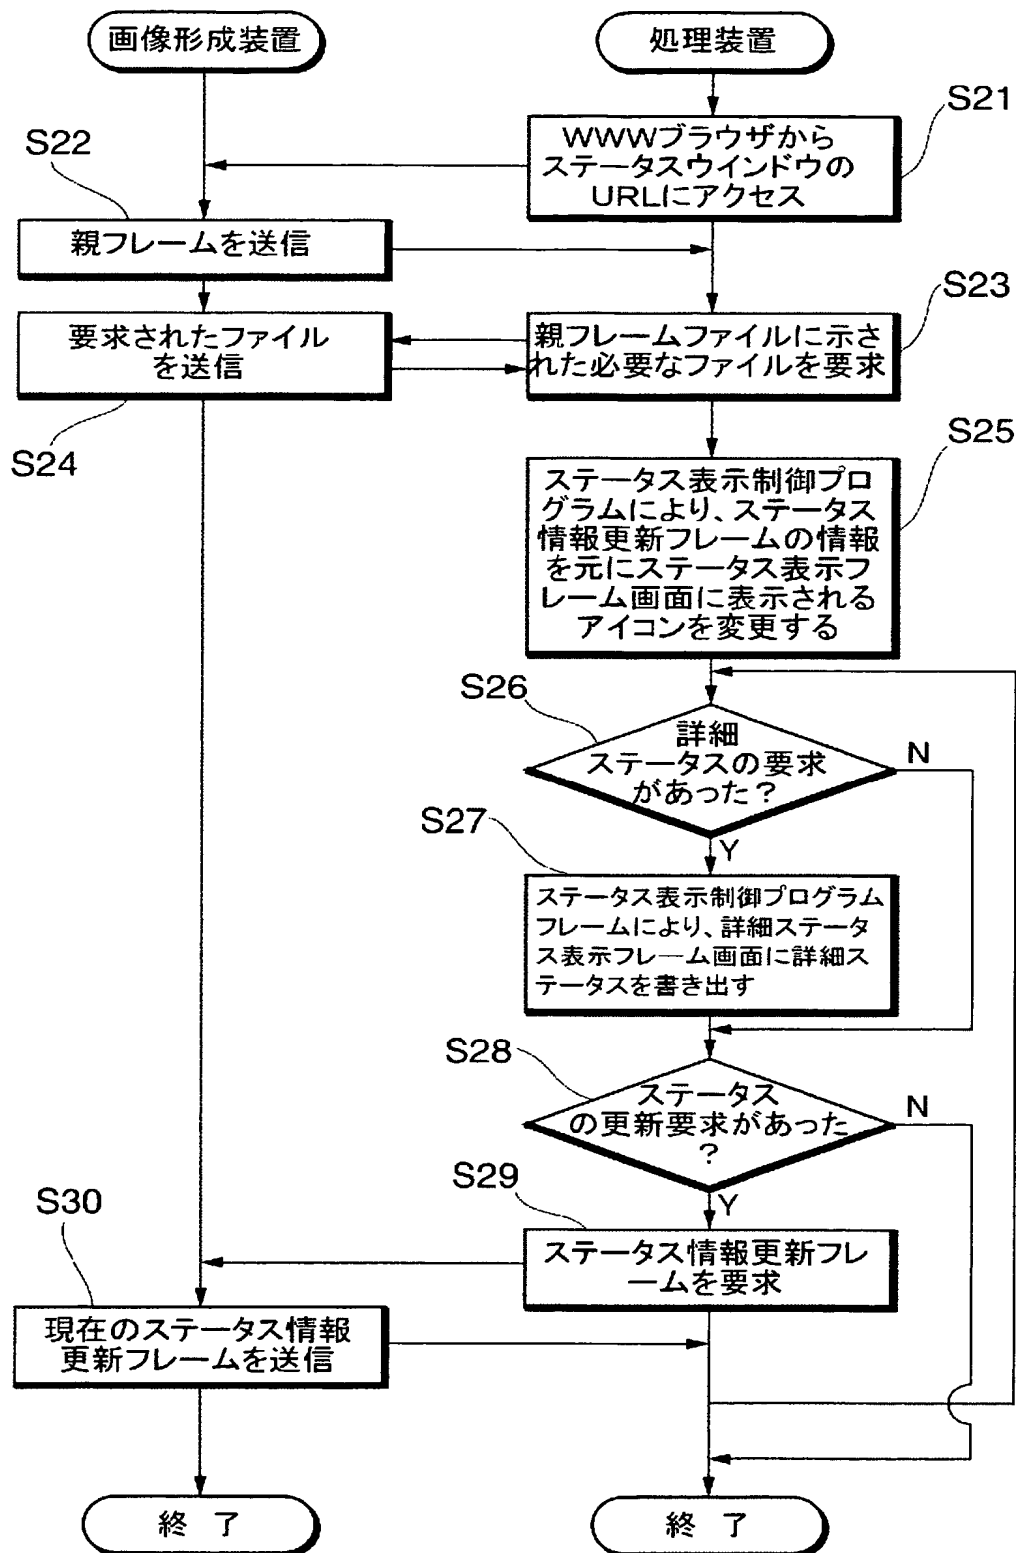 画像形成装置
処理装置
S21
WWWブラウザから
ステータスウインドウの
URLにアクセス
S22
親フレームを送信
S23
親フレームファイルに示さ
れた必要なファイルを要求
要求されたファイル
を送信
S24
S25
ステータス表示制御プロ
グラムにより、ステータス
情報更新フレームの情報
を元にステータス表示フ
レーム画面に表示される
アイコンを変更する
S26
詳細
ステータスの要求
があった？
N
Y
S27
ステータス表示制御プログラム
フレームにより、詳細ステータ
ス表示フレーム画面に詳細ス
テータスを書き出す
S28
ステータス
の更新要求があった
？
N
Y
S29
ステータス情報更新フレ
ームを要求
S30
現在のステータス情報
更新フレームを送信
終了
終了